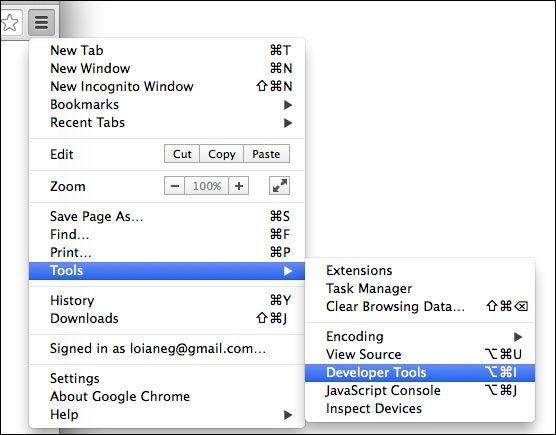 New Tab ⌘T
New Window ⌘N
New Incognito Window ⇧⌘N
Bookmarks ▶
Recent Tabs ▶
Edit Cut Copy Paste
Zoom − 100% +
Save Page As... ⌘S
Find... ⌘F
Print... ⌘P
Tools ▶
History ⌘Y
Downloads ⇧⌘J
Signed in as loianeg@gmail.com...
Settings
About Google Chrome
Help ▶
Extensions
Task Manager
Clear Browsing Data... ⇧⌘⌫
Encoding ▶
View Source ⌥⌘U
Developer Tools ⌥⌘I
JavaScript Console ⌥⌘J
Inspect Devices